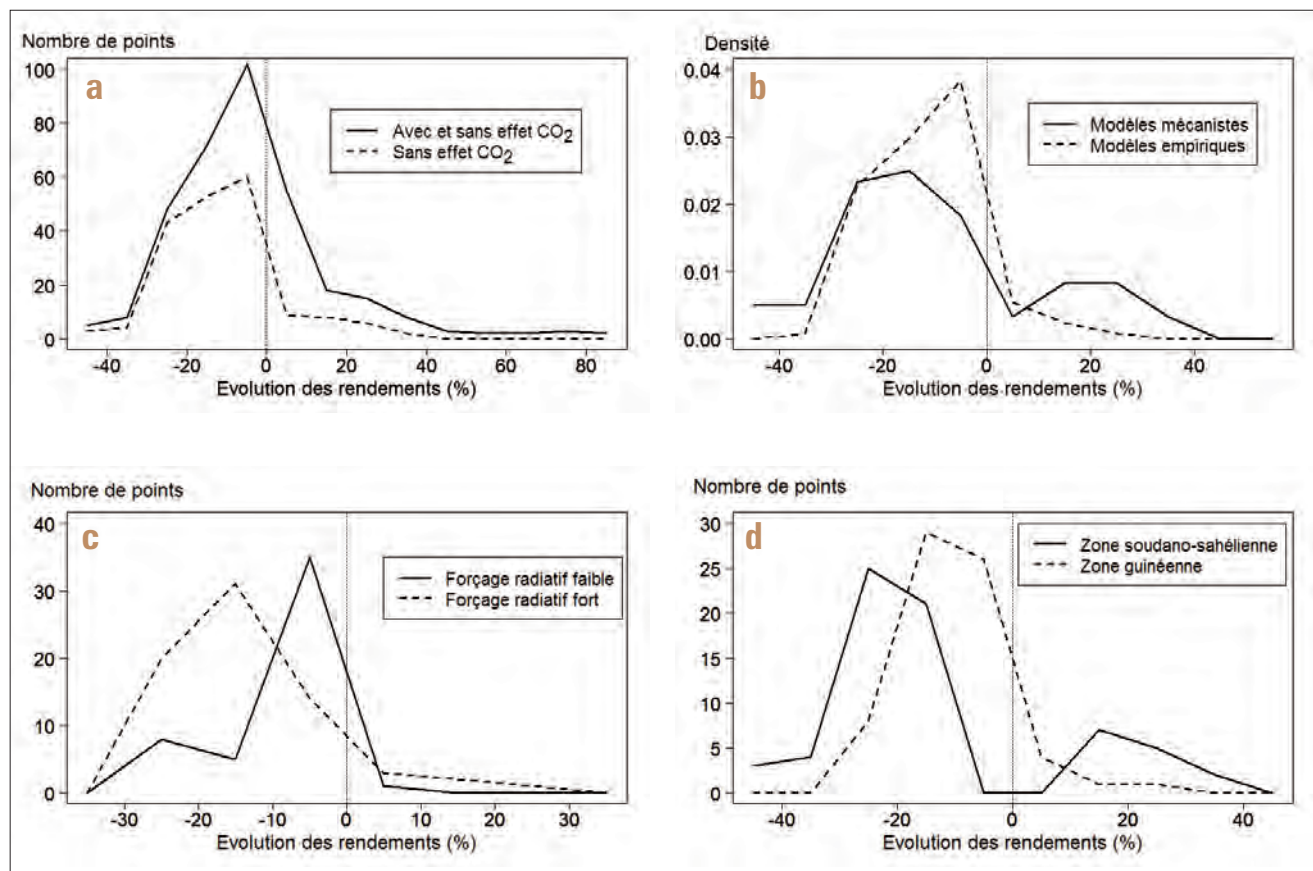 Nombre de points
a
100
80
60
40
20
0
Avec et sans effet CO₂
Sans effet CO₂
-40 -20 0 20 40 60 80
Evolution des rendements (%)
Densité
b
0.04
0.03
0.02
0.01
0.00
Modèles mécanistes
Modèles empiriques
-40 -20 0 20 40
Evolution des rendements (%)
Nombre de points
c
40
30
20
10
0
Forçage radiatif faible
Forçage radiatif fort
-30 -20 -10 0 10 20 30
Evolution des rendements (%)
Nombre de points
d
30
25
20
15
10
5
0
Zone soudano-sahélienne
Zone guinéenne
-40 -20 0 20 40
Evolution des rendements (%)